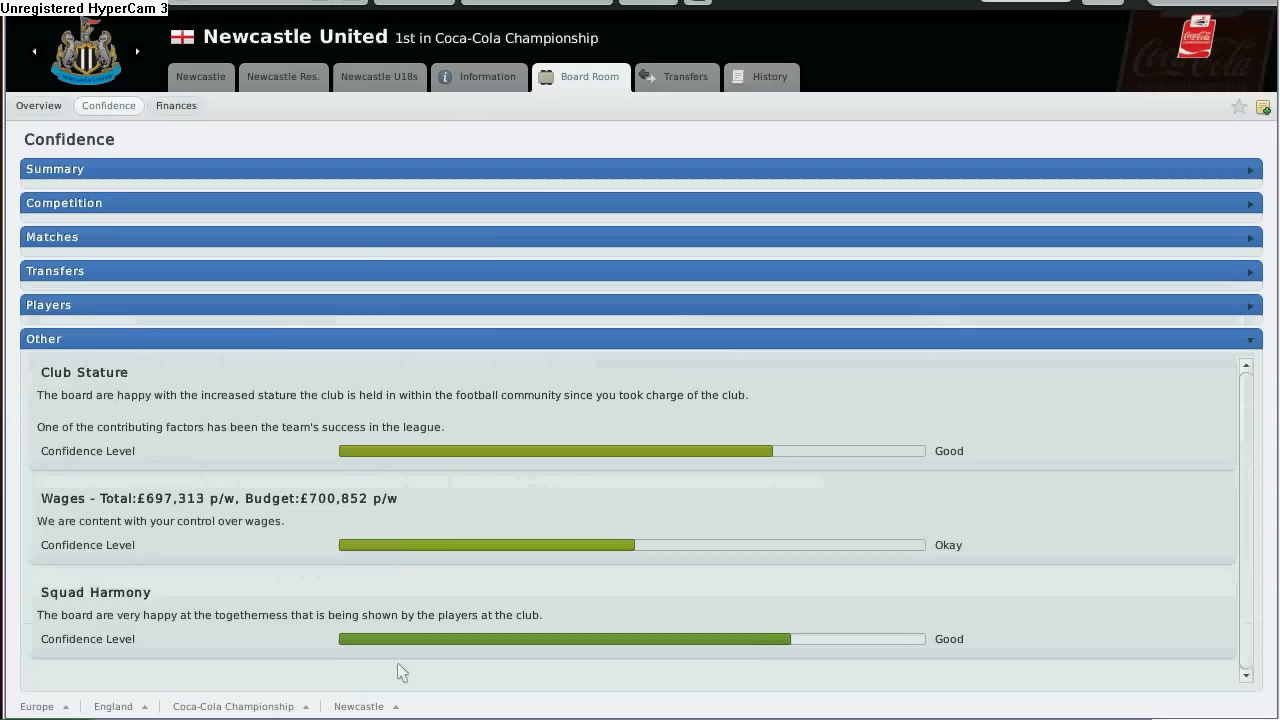 Unregistered HyperCam 3
Newcastle United 1st in Coca-Cola Championship
Newcastle Newcastle Res. Newcastle U18s Information Board Room Transfers History
Overview Confidence Finances
Confidence
Summary
Competition
Matches
Transfers
Players
Other
Club Stature
The board are happy with the increased stature the club is held in within the football community since you took charge of the club.
One of the contributing factors has been the team's success in the league.
Confidence Level Good
Wages - Total:£697,313 p/w, Budget:£700,852 p/w
We are content with your control over wages.
Confidence Level Okay
Squad Harmony
The board are very happy at the togetherness that is being shown by the players at the club.
Confidence Level Good
Europe England Coca-Cola Championship Newcastle